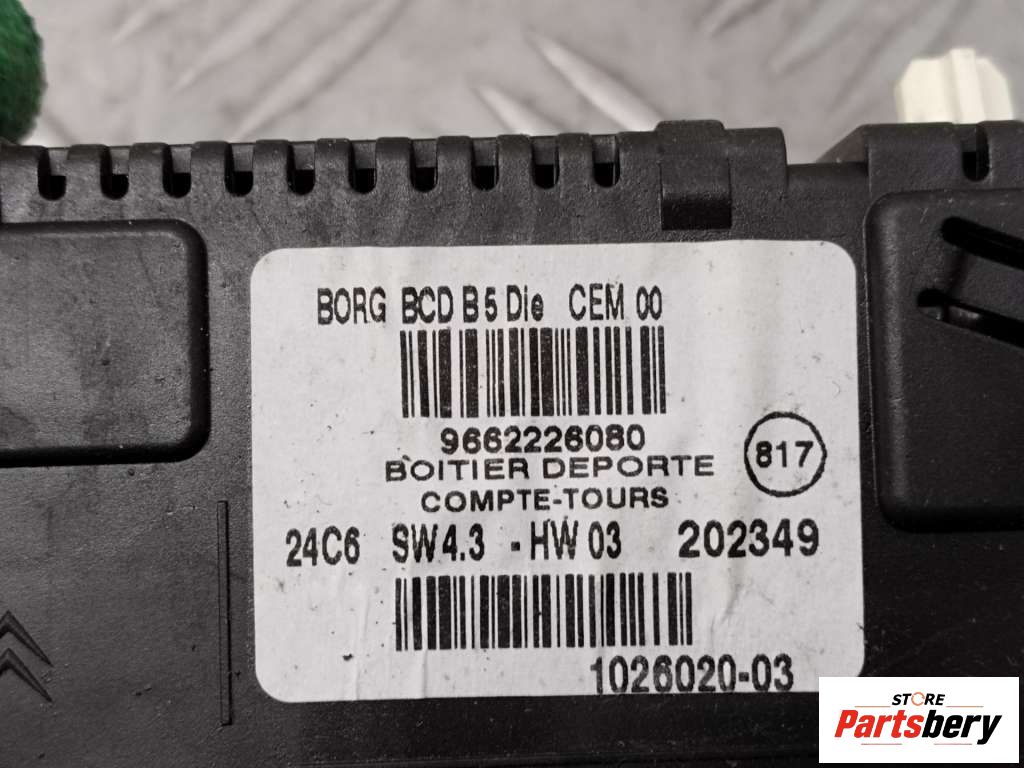 BORG BCD B5 Die CEM 00
9662226080
BOITIER DEPORTE
COMPTE-TOURS
817
24C6 SW4.3 - HW 03 202349
1026020-03
STORE
Partsbery